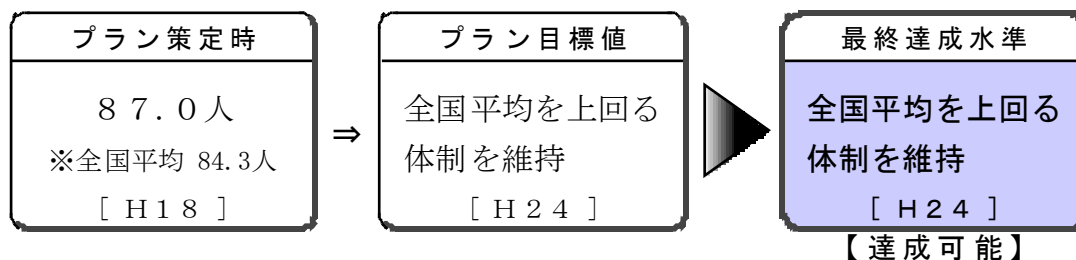 プラン策定時
８７.０人
※全国平均 84.3人
［Ｈ１８］
⇒
プラン目標値
全国平均を上回る
体制を維持
［Ｈ２４］
最終達成水準
全国平均を上回る
体制を維持
［Ｈ２４］
【達成可能】